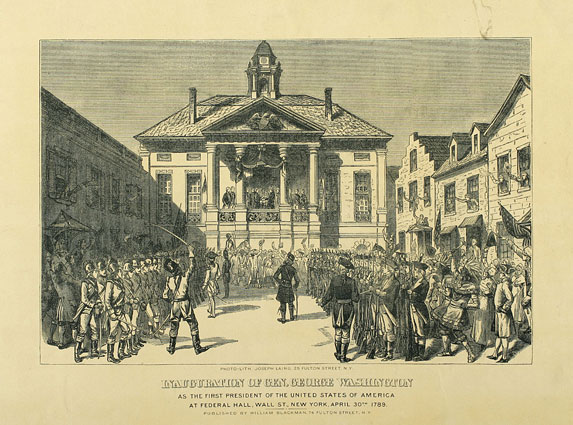 PHOTO-LITH. JOSEPH LAING, 25 FULTON STREET, N.Y.
INAUGURATION OF GEN. GEORGE WASHINGTON
AS THE FIRST PRESIDENT OF THE UNITED STATES OF AMERICA
AT FEDERAL HALL, WALL ST., NEW YORK, APRIL 30TH 1789.
PUBLISHED BY WILLIAM BLACKMAN, 74 FULTON STREET, N.Y.